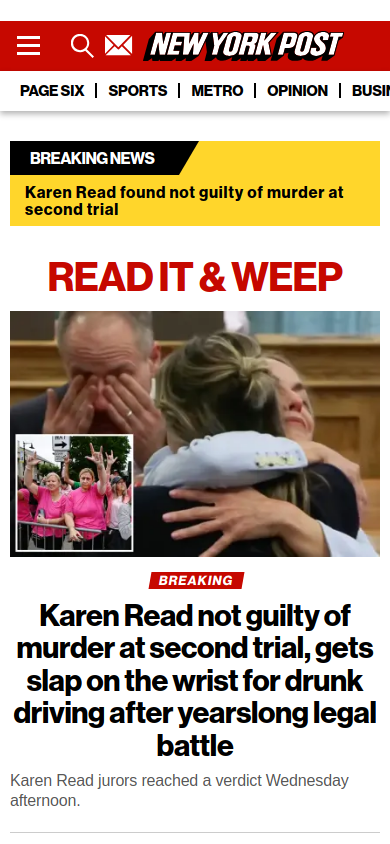 NEW YORK POST
PAGE SIX | SPORTS | METRO | OPINION | BUSI
BREAKING NEWS
Karen Read found not guilty of murder at
second trial
READ IT & WEEP
BREAKING
Karen Read not guilty of
murder at second trial, gets
slap on the wrist for drunk
driving after yearslong legal
battle
Karen Read jurors reached a verdict Wednesday
afternoon.